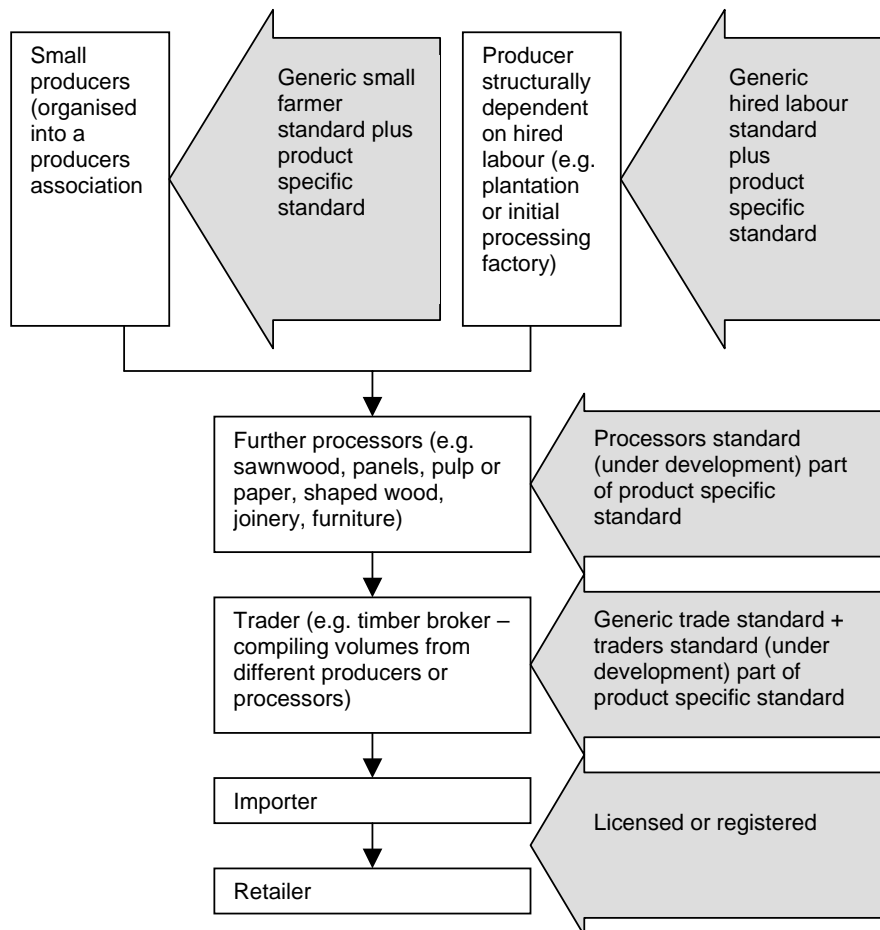 Small
producers
(organised
into a
producers
association
Generic small
farmer
standard plus
product
specific
standard
Producer
structurally
dependent
on hired
labour (e.g.
plantation
or initial
processing
factory)
Generic
hired labour
standard
plus
product
specific
standard
Further processors (e.g.
sawnwood, panels, pulp or
paper, shaped wood,
joinery, furniture)
Processors standard
(under development) part
of product specific
standard
Trader (e.g. timber broker –
compiling volumes from
different producers or
processors)
Generic trade standard +
traders standard (under
development) part of
product specific standard
Importer
Licensed or registered
Retailer